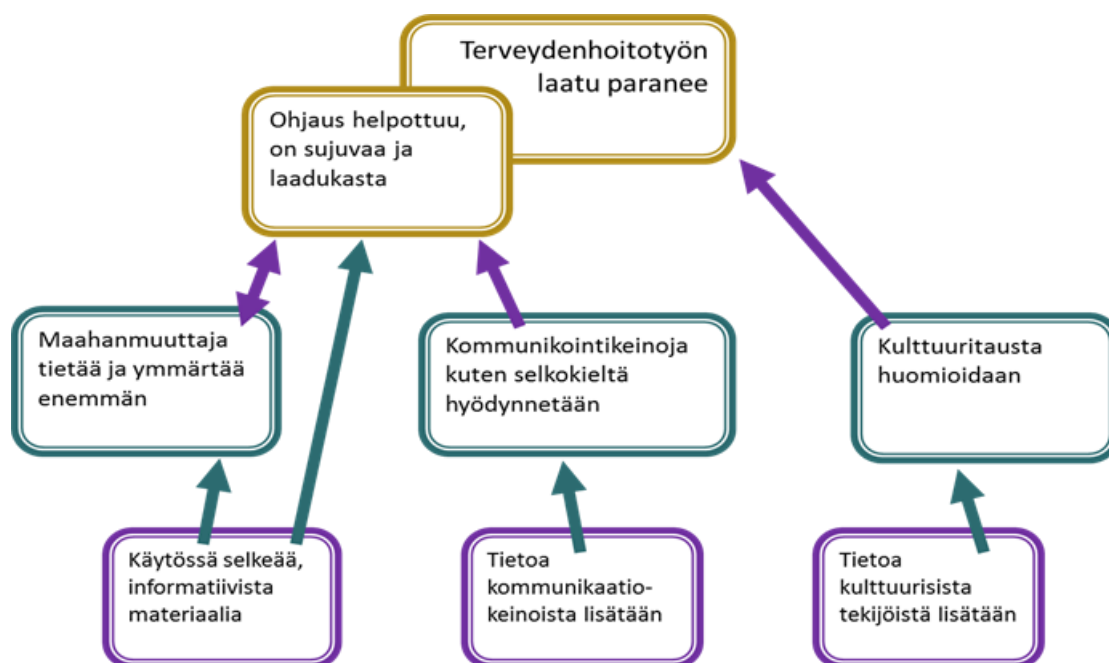 Terveydenhoitotyön
laatu paranee
Ohjaus helpottuu,
on sujuvaa ja
laadukasta
Maahanmuuttaja
tietää ja ymmärtää
enemmän
Kommunikointikeinoja
kuten selkokieltä
hyödynnetään
Kulttuuritausta
huomioidaan
Käytössä selkeää,
informatiivista
materiaalia
Tietoa
kommunikaatio-
keinoista lisätään
Tietoa
kulttuurisista
tekijöistä lisätään